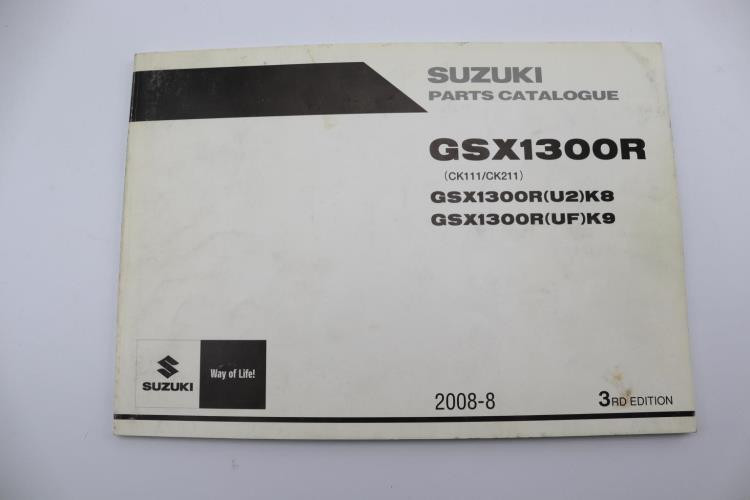 SUZUKI
PARTS CATALOGUE
GSX1300R
(CK111/CK211)
GSX1300R(U2)K8
GSX1300R(UF)K9
SUZUKI
Way of Life!
2008-8
3RD EDITION